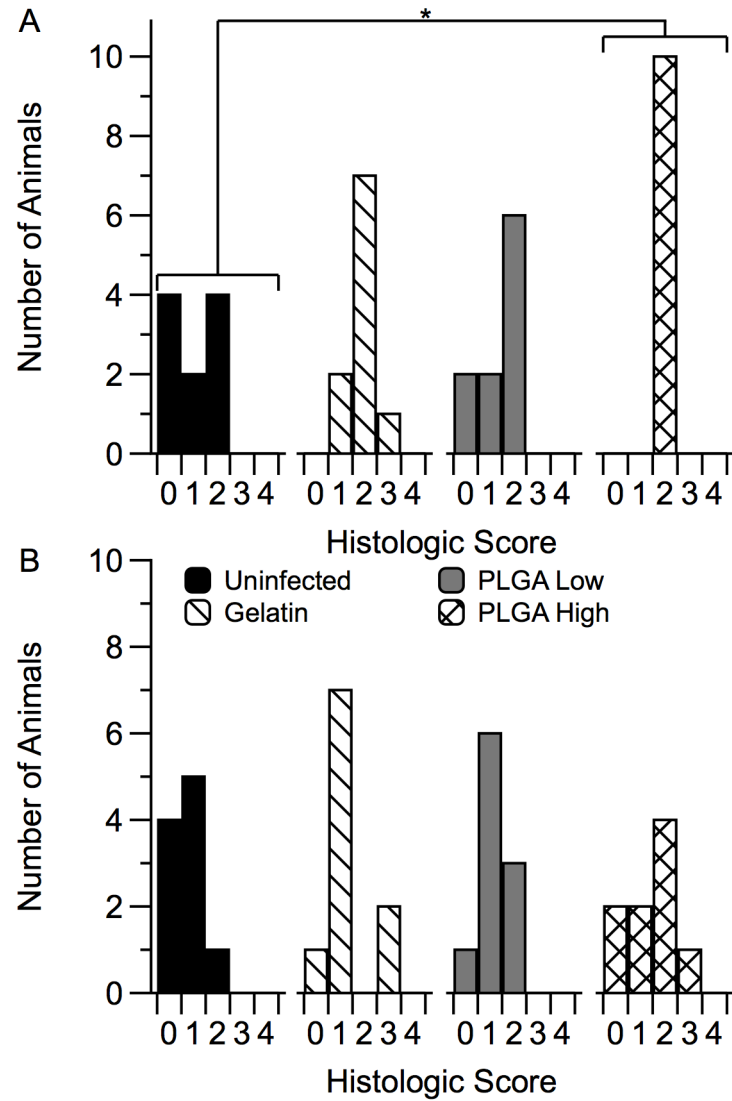 A
*
Number of Animals
10
8
6
4
2
0
0 1 2 3 4 0 1 2 3 4 0 1 2 3 4 0 1 2 3 4
Histologic Score
B
Number of Animals
10
8
6
4
2
0
Uninfected PLGA Low
Gelatin PLGA High
0 1 2 3 4 0 1 2 3 4 0 1 2 3 4 0 1 2 3 4
Histologic Score